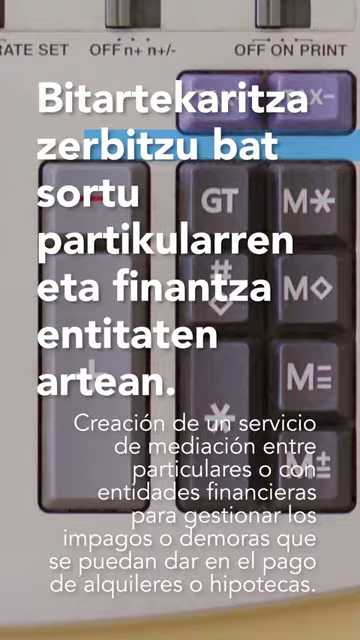 RATE SET OFF n+ n+/- OFF ON PRINT
Bitartekaritza
zerbitzu bat
sortu
partikularren
eta finantza
entitaten
artean.
GT M*
# M◇
◇
M=
* M±
Creación de un servicio
de mediación entre
particulares o con
entidades financieras
para gestionar los
impagos o demoras que
se puedan dar en el pago
de alquileres o hipotecas.